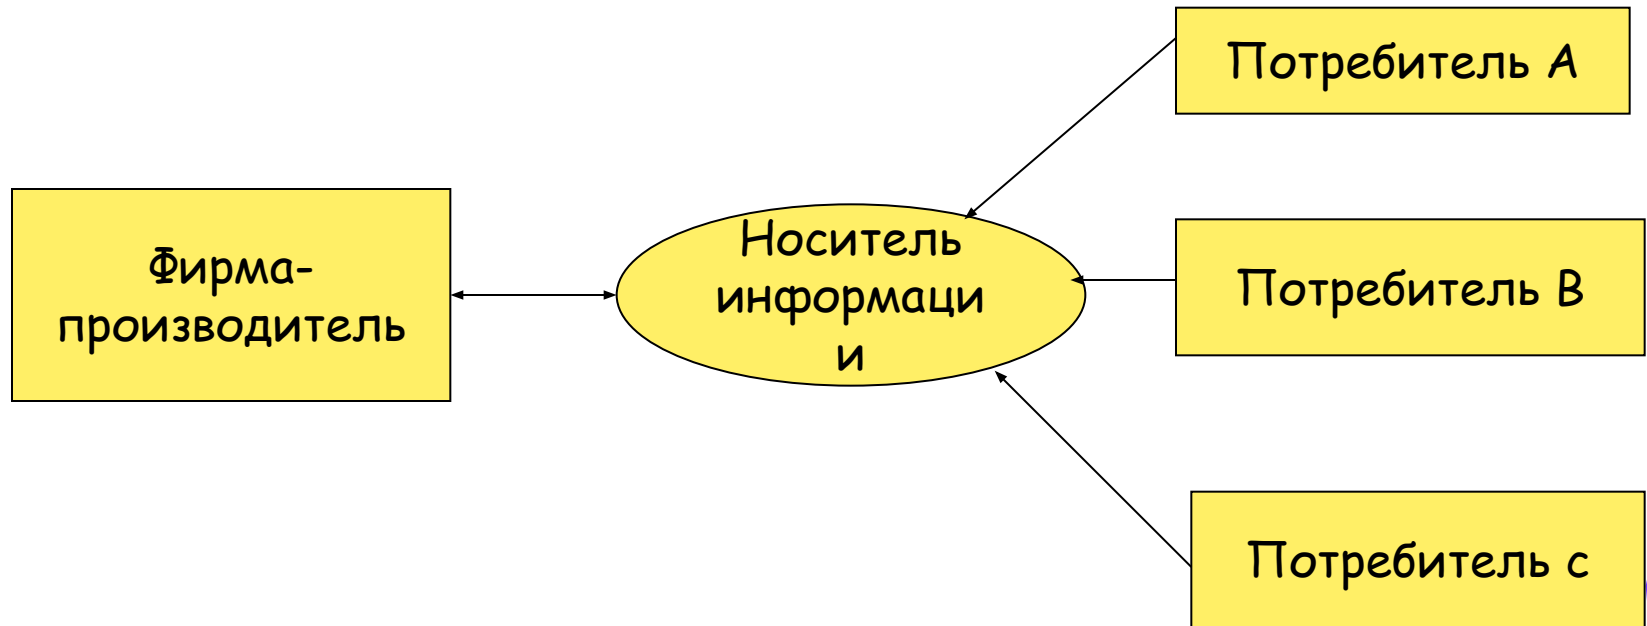 Потребитель А
Фирма-
производитель
Носитель
информаци
и
Потребитель В
Потребитель с